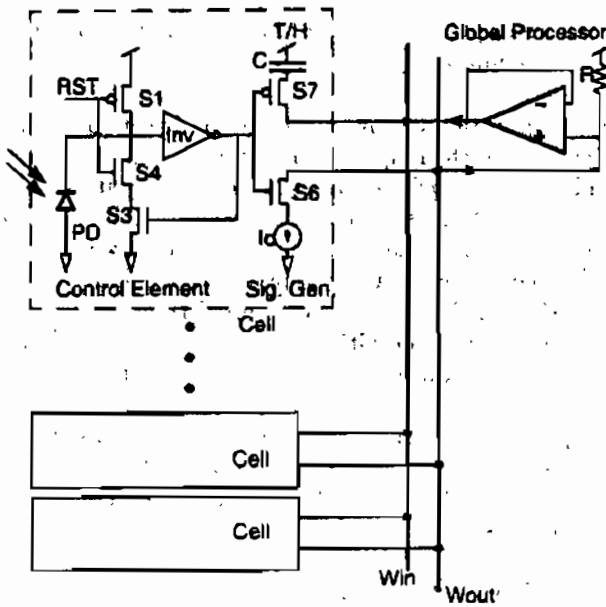 T/H
Global Processor
C
R
RST
S1
S7
Inv
-
+
S4
S6
S3
PD
Io
Control Element
Sig. Gen.
Cell
Cell
Cell
Win
Wout